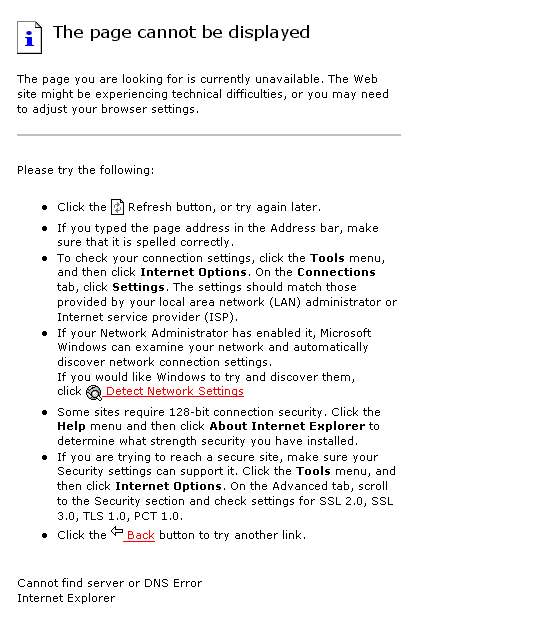 The page cannot be displayed
The page you are looking for is currently unavailable. The Web
site might be experiencing technical difficulties, or you may need
to adjust your browser settings.
Please try the following:
Click the Refresh button, or try again later.
If you typed the page address in the Address bar, make
sure that it is spelled correctly.
To check your connection settings, click the Tools menu,
and then click Internet Options. On the Connections
tab, click Settings. The settings should match those
provided by your local area network (LAN) administrator or
Internet service provider (ISP).
If your Network Administrator has enabled it, Microsoft
Windows can examine your network and automatically
discover network connection settings.
If you would like Windows to try and discover them,
click Detect Network Settings
Some sites require 128-bit connection security. Click the
Help menu and then click About Internet Explorer to
determine what strength security you have installed.
If you are trying to reach a secure site, make sure your
Security settings can support it. Click the Tools menu, and
then click Internet Options. On the Advanced tab, scroll
to the Security section and check settings for SSL 2.0, SSL
3.0, TLS 1.0, PCT 1.0.
Click the Back button to try another link.
Cannot find server or DNS Error
Internet Explorer